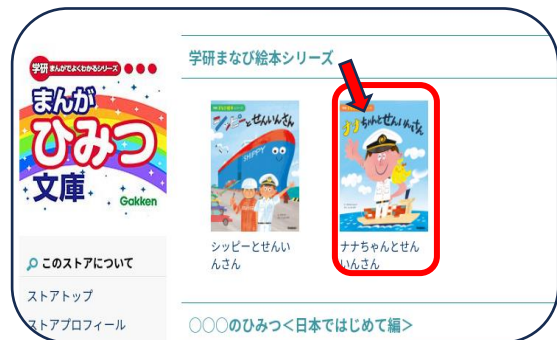 学研まんがでよくわかるシリーズ
まんが
ひみつ
文庫
Gakken
このストアについて
ストアトップ
ストアプロフィール
学研まなび絵本シリーズ
シッピーとせんいんさん
SHIPPY
シッピーとせんい
んさん
ナナちゃんとせんいんさん
ナナちゃんとせん
いんさん
○○○のひみつ<日本ではじめて編>